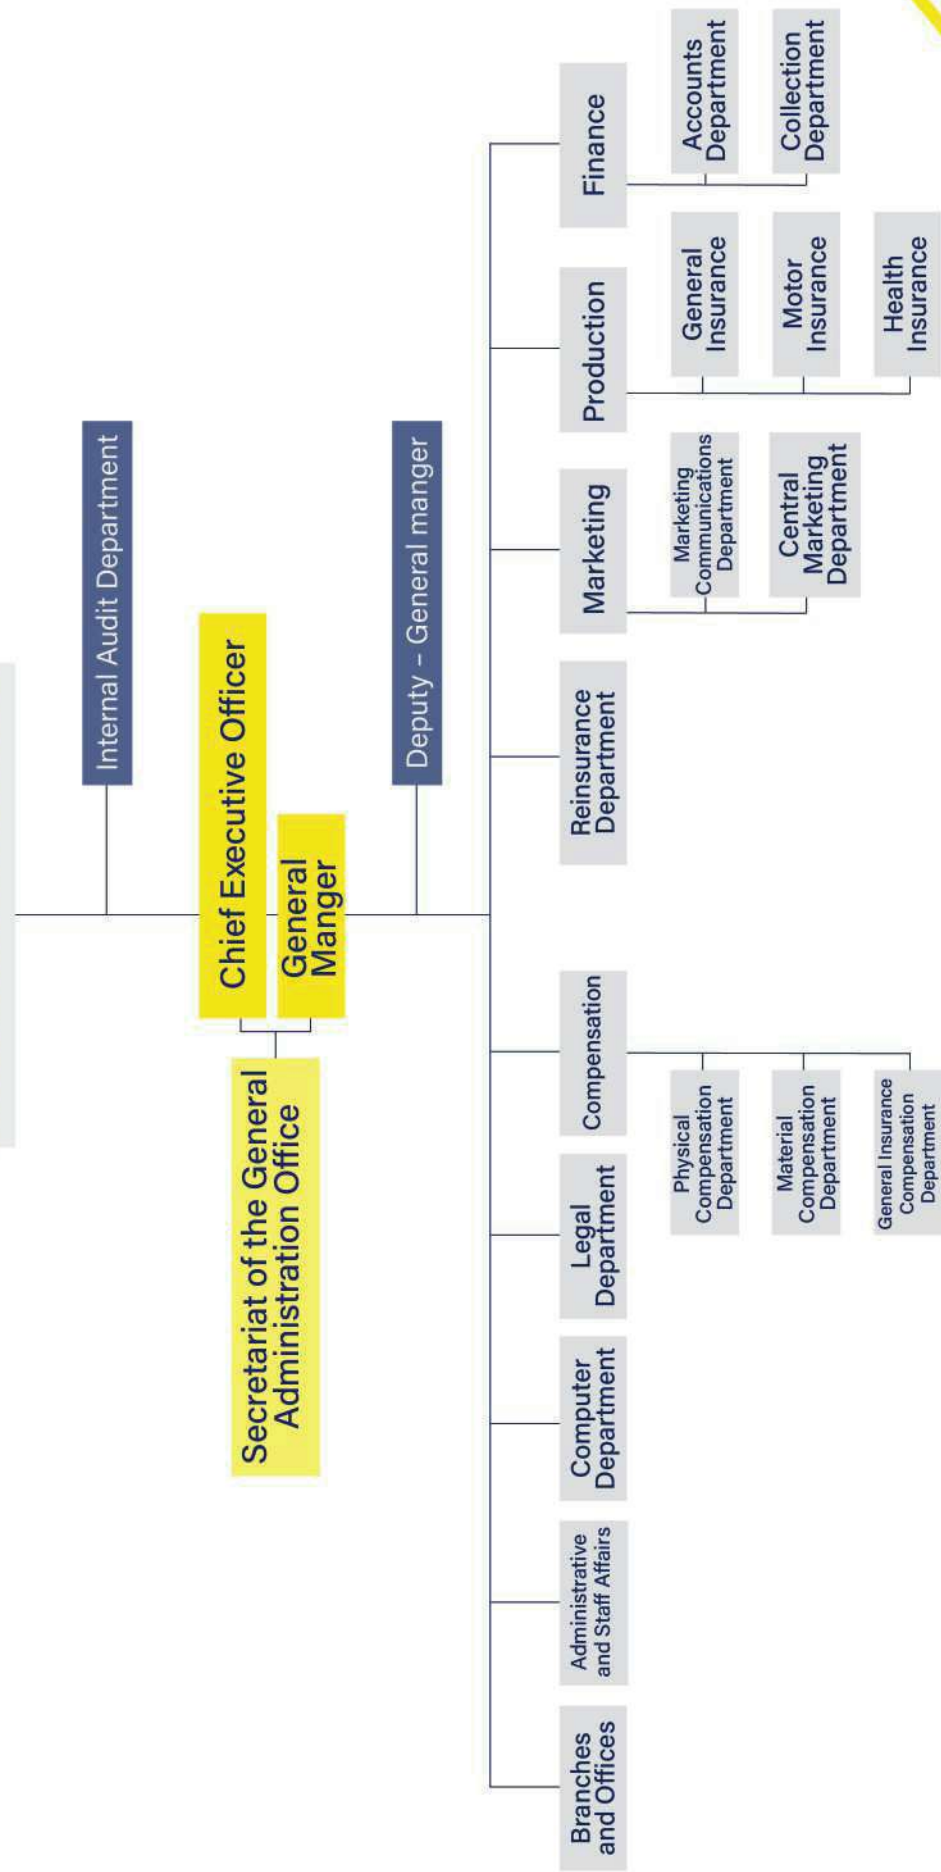 Internal Audit Department
Chief Executive Officer
General
Manger
Secretariat of the General
Administration Office
Deputy – General manger
Branches
and Offices
Administrative
and Staff Affairs
Computer
Department
Legal
Department
Compensation
Reinsurance
Department
Marketing
Production
Finance
Physical
Compensation
Department
Material
Compensation
Department
General Insurance
Compensation
Department
Marketing
Communications
Department
Central
Marketing
Department
General
Insurance
Motor
Insurance
Health
Insurance
Accounts
Department
Collection
Department